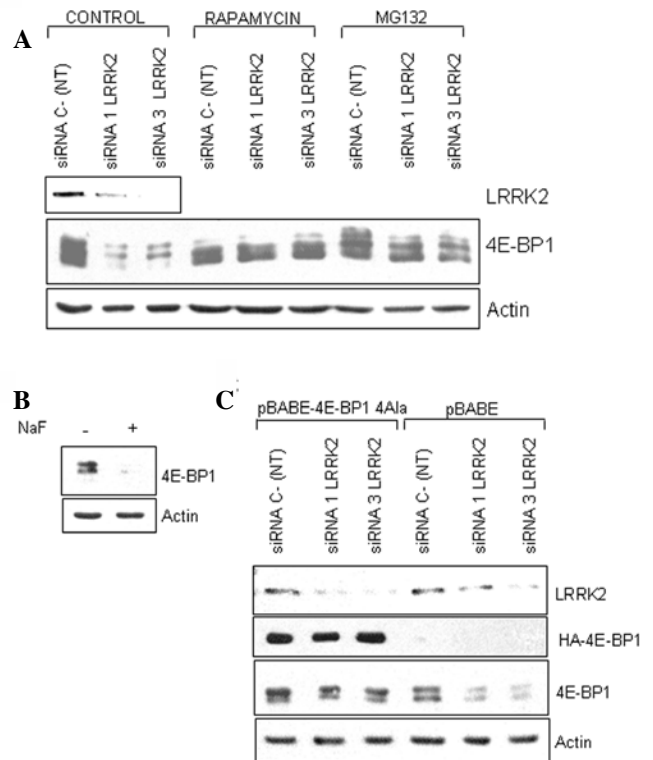 A
CONTROL
RAPAMYCIN
MG132
siRNA C- (NT)
siRNA 1 LRRK2
siRNA 3 LRRK2
siRNA C- (NT)
siRNA 1 LRRK2
siRNA 3 LRRK2
siRNA C- (NT)
siRNA 1 LRRK2
siRNA 3 LRRK2
LRRK2
4E-BP1
Actin
B
NaF - +
4E-BP1
Actin
C
pBABE-4E-BP1 4Ala
pBABE
siRNA C- (NT)
siRNA 1 LRRK2
siRNA 3 LRRK2
siRNA C- (NT)
siRNA 1 LRRK2
siRNA 3 LRRK2
LRRK2
HA-4E-BP1
4E-BP1
Actin